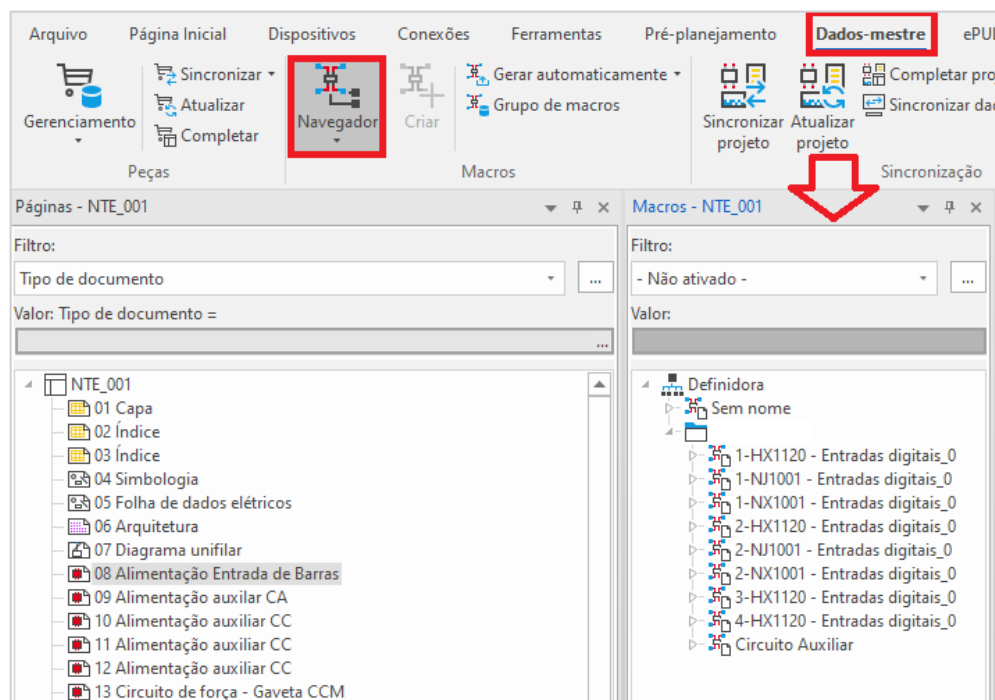 Arquivo Página Inicial Dispositivos Conexões Ferramentas Pré-planejamento Dados-mestre ePUL
Gerenciamento
Sincronizar
Atualizar
Completar
Peças
Navegador
Criar
Gerar automaticamente
Grupo de macros
Macros
Sincronizar projeto
Atualizar projeto
Completar pro
Sincronizar dad
Sincronização
Páginas - NTE_001
Filtro:
Tipo de documento
...
Valor: Tipo de documento =
...
NTE_001
01 Capa
02 Índice
03 Índice
04 Simbologia
05 Folha de dados elétricos
06 Arquitetura
07 Diagrama unifilar
08 Alimentação Entrada de Barras
09 Alimentação auxilar CA
10 Alimentação auxiliar CC
11 Alimentação auxiliar CC
12 Alimentação auxiliar CC
13 Circuito de força - Gaveta CCM
Macros - NTE_001
Filtro:
- Não ativado -
...
Valor:
Definidora
Sem nome
1-HX1120 - Entradas digitais_0
1-NJ1001 - Entradas digitais_0
1-NX1001 - Entradas digitais_0
2-HX1120 - Entradas digitais_0
2-NJ1001 - Entradas digitais_0
2-NX1001 - Entradas digitais_0
3-HX1120 - Entradas digitais_0
4-HX1120 - Entradas digitais_0
Circuito Auxiliar